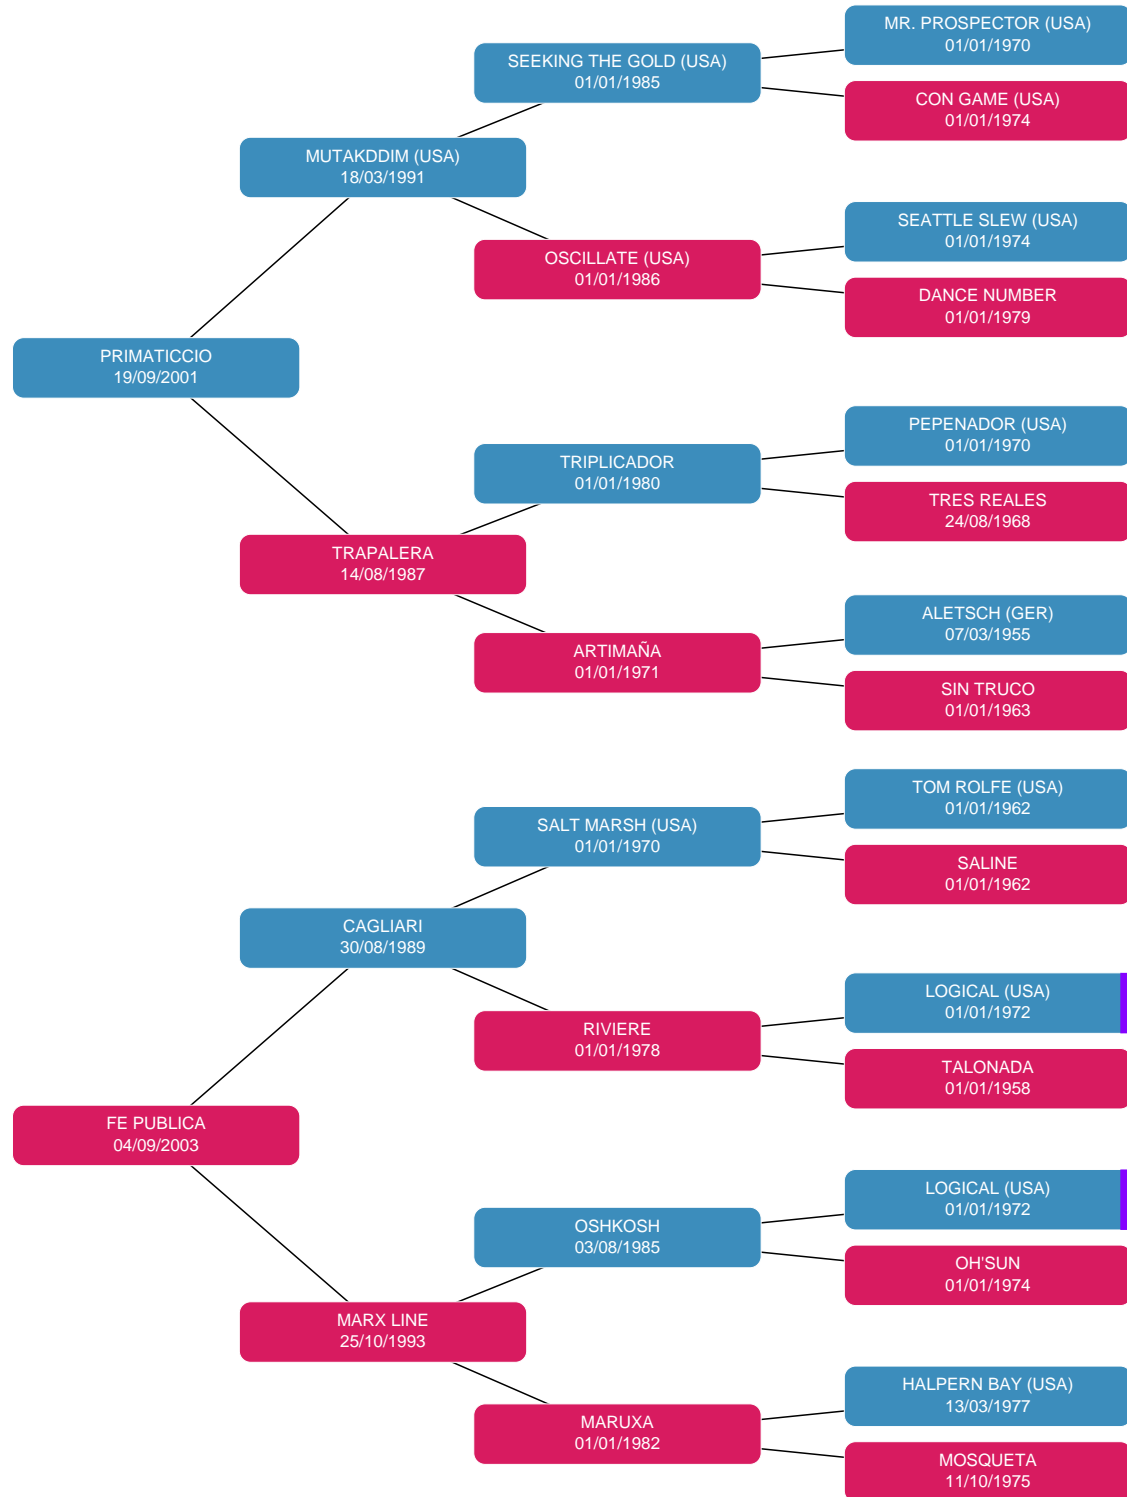 MR. PROSPECTOR (USA)
01/01/1970
SEEKING THE GOLD (USA)
01/01/1985
CON GAME (USA)
01/01/1974
MUTAKDDIM (USA)
18/03/1991
SEATTLE SLEW (USA)
01/01/1974
OSCILLATE (USA)
01/01/1986
DANCE NUMBER
01/01/1979
PRIMATICCIO
19/09/2001
PEPENADOR (USA)
01/01/1970
TRIPLICADOR
01/01/1980
TRES REALES
24/08/1968
TRAPALERA
14/08/1987
ALETSCH (GER)
07/03/1955
ARTIMAÑA
01/01/1971
SIN TRUCO
01/01/1963
TOM ROLFE (USA)
01/01/1962
SALT MARSH (USA)
01/01/1970
SALINE
01/01/1962
CAGLIARI
30/08/1989
LOGICAL (USA)
01/01/1972
RIVIERE
01/01/1978
TALONADA
01/01/1958
FE PUBLICA
04/09/2003
LOGICAL (USA)
01/01/1972
OSHKOSH
03/08/1985
OH'SUN
01/01/1974
MARX LINE
25/10/1993
HALPERN BAY (USA)
13/03/1977
MARUXA
01/01/1982
MOSQUETA
11/10/1975